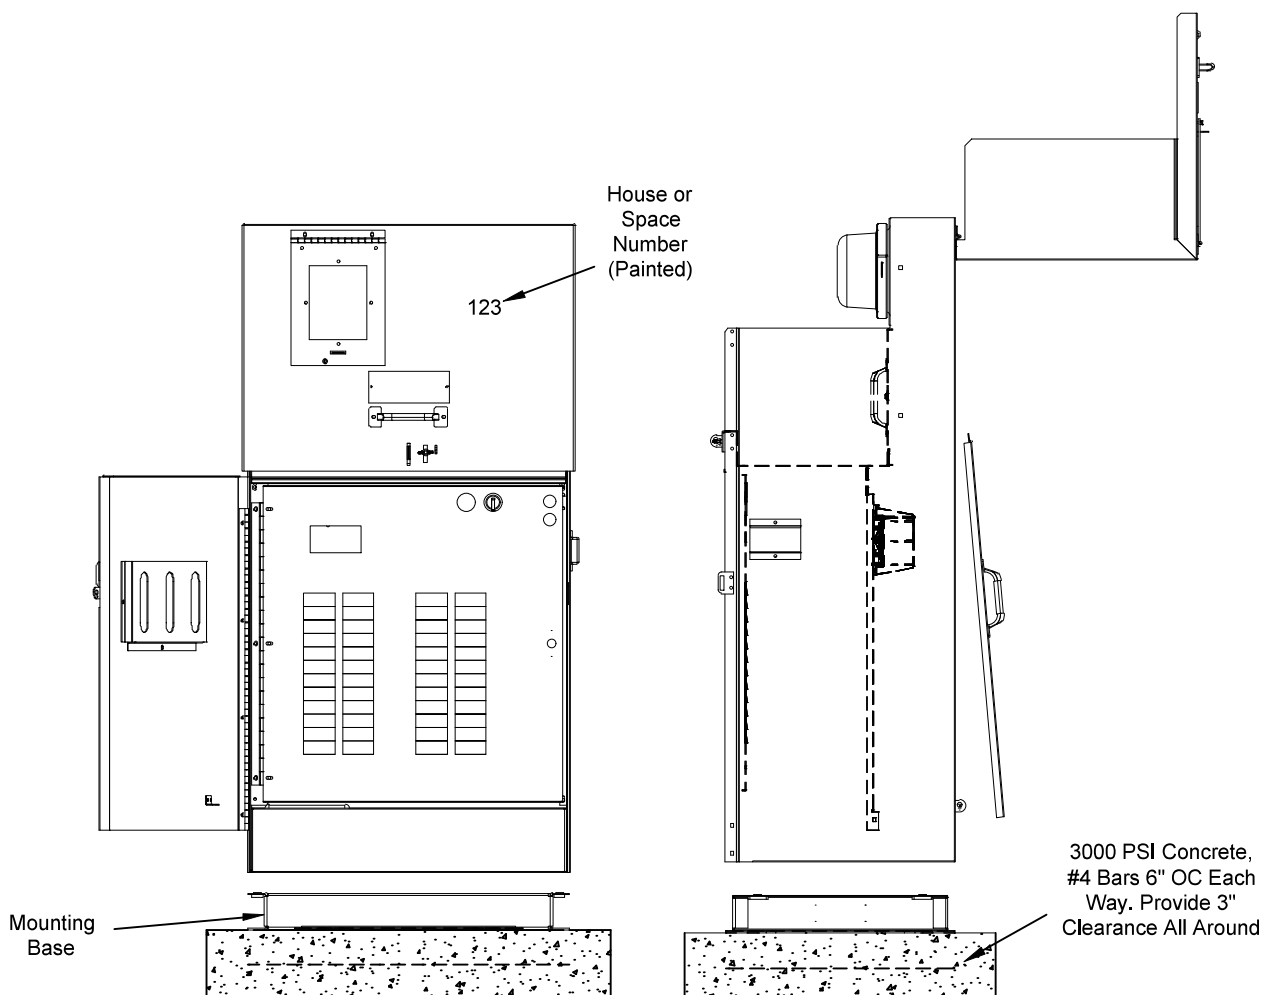 House or
Space
Number
(Painted)
123
3000 PSI Concrete,
#4 Bars 6" OC Each
Way. Provide 3"
Clearance All Around
Mounting
Base